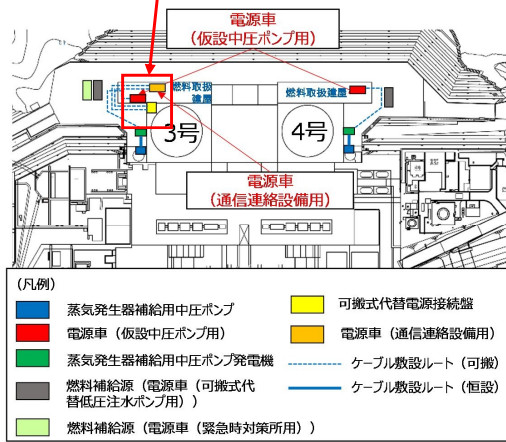 電源車
(仮設中圧ポンプ用)
燃料取扱
建屋
燃料取扱建屋
3号
4号
電源車
(通信連絡設備用)
(凡例)
蒸気発生器補給用中圧ポンプ
可搬式代替電源接続盤
電源車（仮設中圧ポンプ用）
電源車（通信連絡設備用）
蒸気発生器補給用中圧ポンプ発電機
ケーブル敷設ルート（可搬）
燃料補給源（電源車（可搬式代
替低圧注水ポンプ用））
ケーブル敷設ルート（恒設）
燃料補給源（電源車（緊急時対策所用））